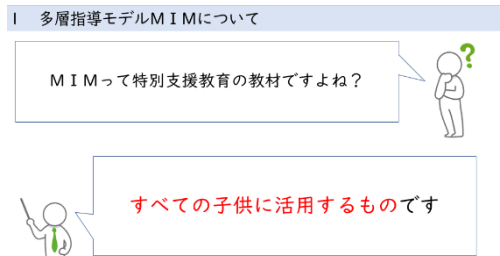 Ⅰ 多層指導モデルＭＩＭについて
ＭＩＭって特別支援教育の教材ですよね？
?
すべての子供に活用するものです